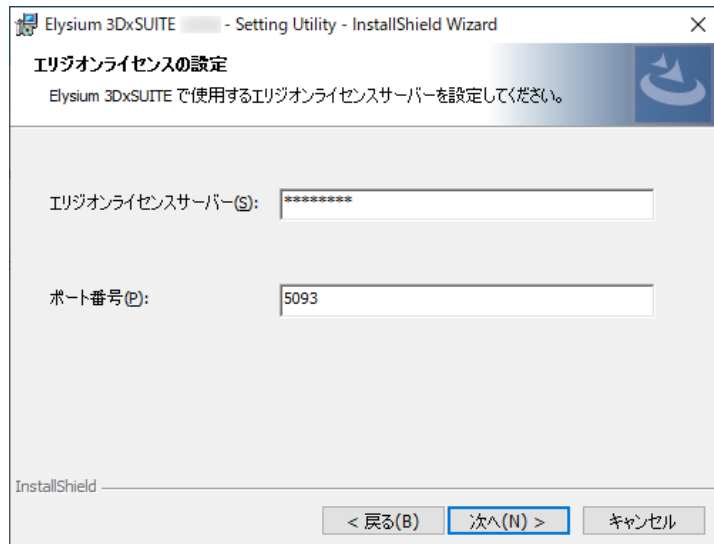 Elysium 3DxSUITE - Setting Utility - InstallShield Wizard
エリジオンライセンスの設定
Elysium 3DxSUITE で使用するエリジオンライセンスサーバーを設定してください。
エリジオンライセンスサーバー(S): ********
ポート番号(P): 5093
InstallShield
< 戻る(B) 次へ(N) > キャンセル